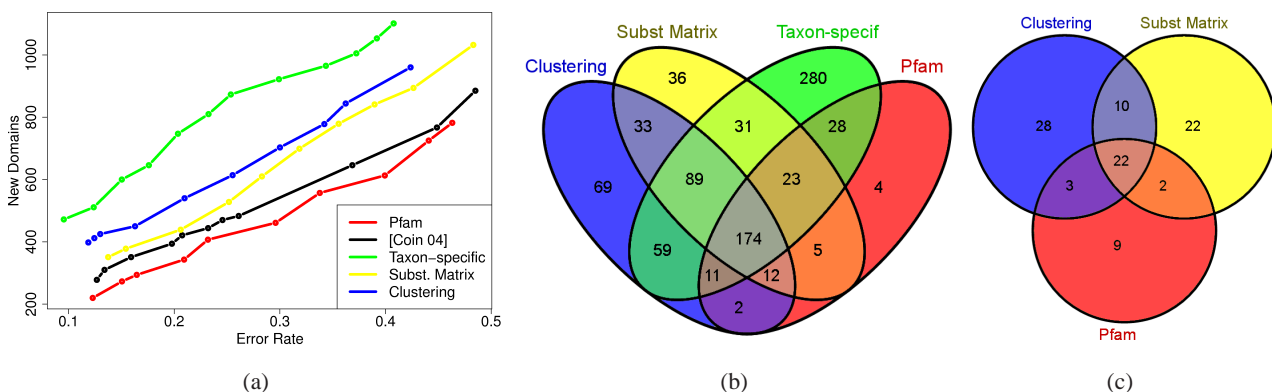 New Domains
1000
800
600
400
200
0.1 0.2 0.3 0.4 0.5
Error Rate
Pfam
[Coin 04]
Taxon−specific
Subst. Matrix
Clustering
(a)
Subst Matrix Taxon-specif
Clustering Pfam
36 280
33 31 28
69 89 23 4
59 174 5
11 12
2
(b)
Clustering Subst Matrix
10
28 22
22
3 2
9
Pfam
(c)